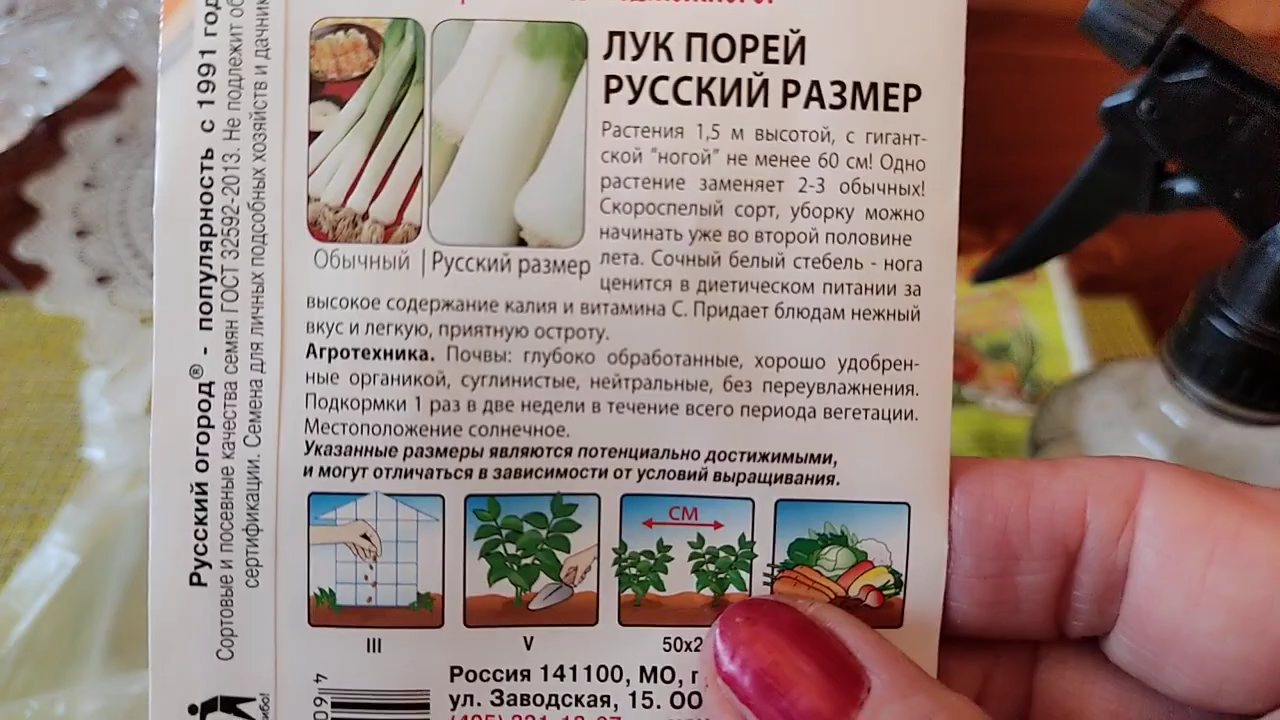 ЛУК ПОРЕЙ
РУССКИЙ РАЗМЕР
Растения 1,5 м высотой, с гигант-
ской "ногой" не менее 60 см! Одно
растение заменяет 2-3 обычных!
Скороспелый сорт, уборку можно
начинать уже во второй половине
лета. Сочный белый стебель - нога
ценится в диетическом питании за
высокое содержание калия и витамина С. Придает блюдам нежный
вкус и легкую, приятную остроту.
Обычный | Русский размер
Агротехника. Почвы: глубоко обработанные, хорошо удобрен-
ные органикой, суглинистые, нейтральные, без переувлажнения.
Подкормки 1 раз в две недели в течение всего периода вегетации.
Местоположение солнечное.
Указанные размеры являются потенциально достижимыми,
и могут отличаться в зависимости от условий выращивания.
СМ
III
V
50x2
Россия 141100, МО, г
ул. Заводская, 15. ОО
Русский огород® - популярность с 1991 год
Сортовые и посевные качества семян ГОСТ 32592-2013. Не подлежит об
сертификации. Семена для личных подсобных хозяйств и дачник